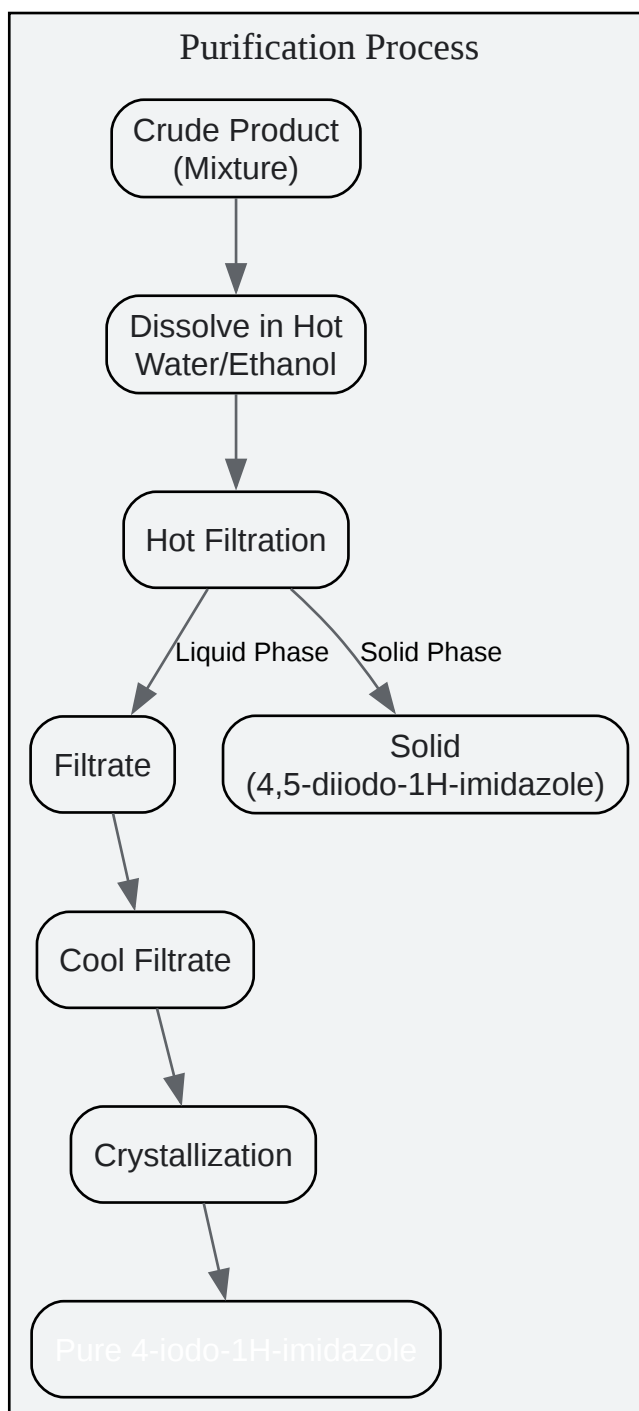 Purification Process
Crude Product
(Mixture)
Dissolve in Hot
Water/Ethanol
Hot Filtration
Liquid Phase
Solid Phase
Filtrate
Solid
(4,5-diiodo-1H-imidazole)
Cool Filtrate
Crystallization
Pure 4-iodo-1H-imidazole